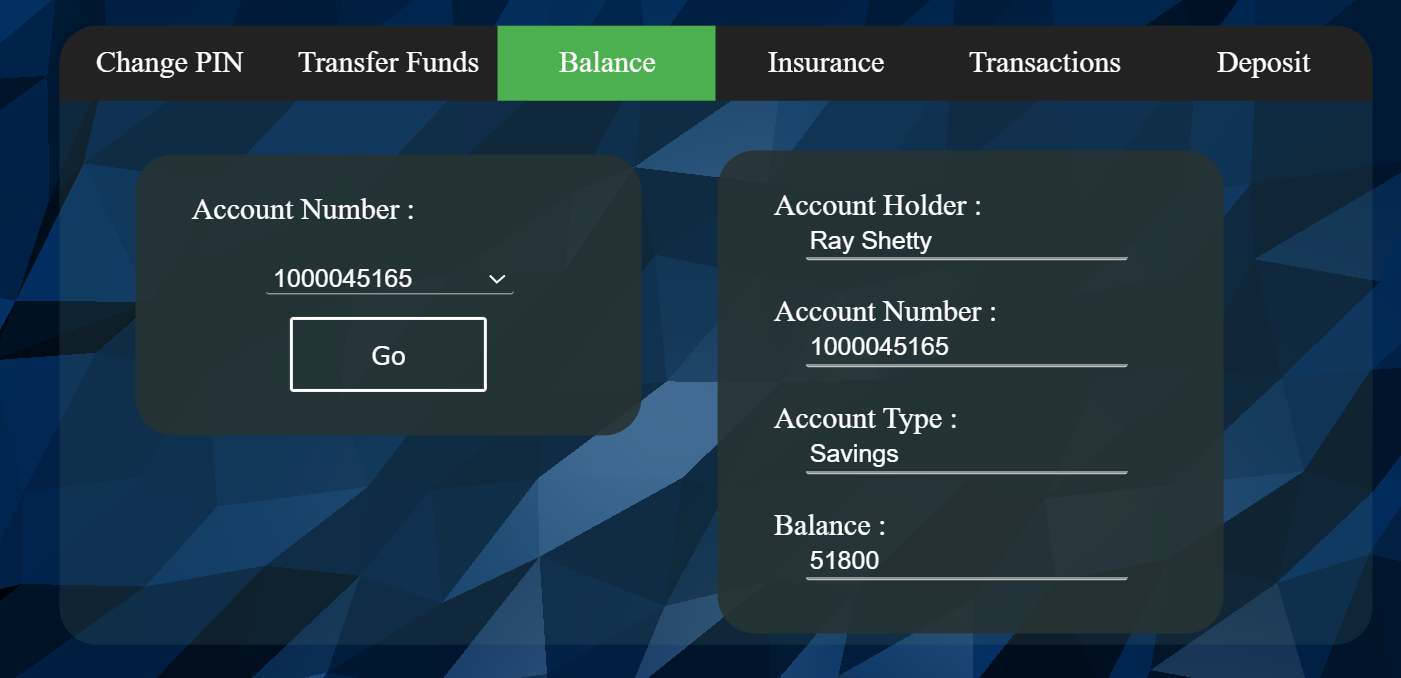 Change PIN Transfer Funds Balance Insurance Transactions Deposit
Account Number :
1000045165
Go
Account Holder :
Ray Shetty
Account Number :
1000045165
Account Type :
Savings
Balance :
51800